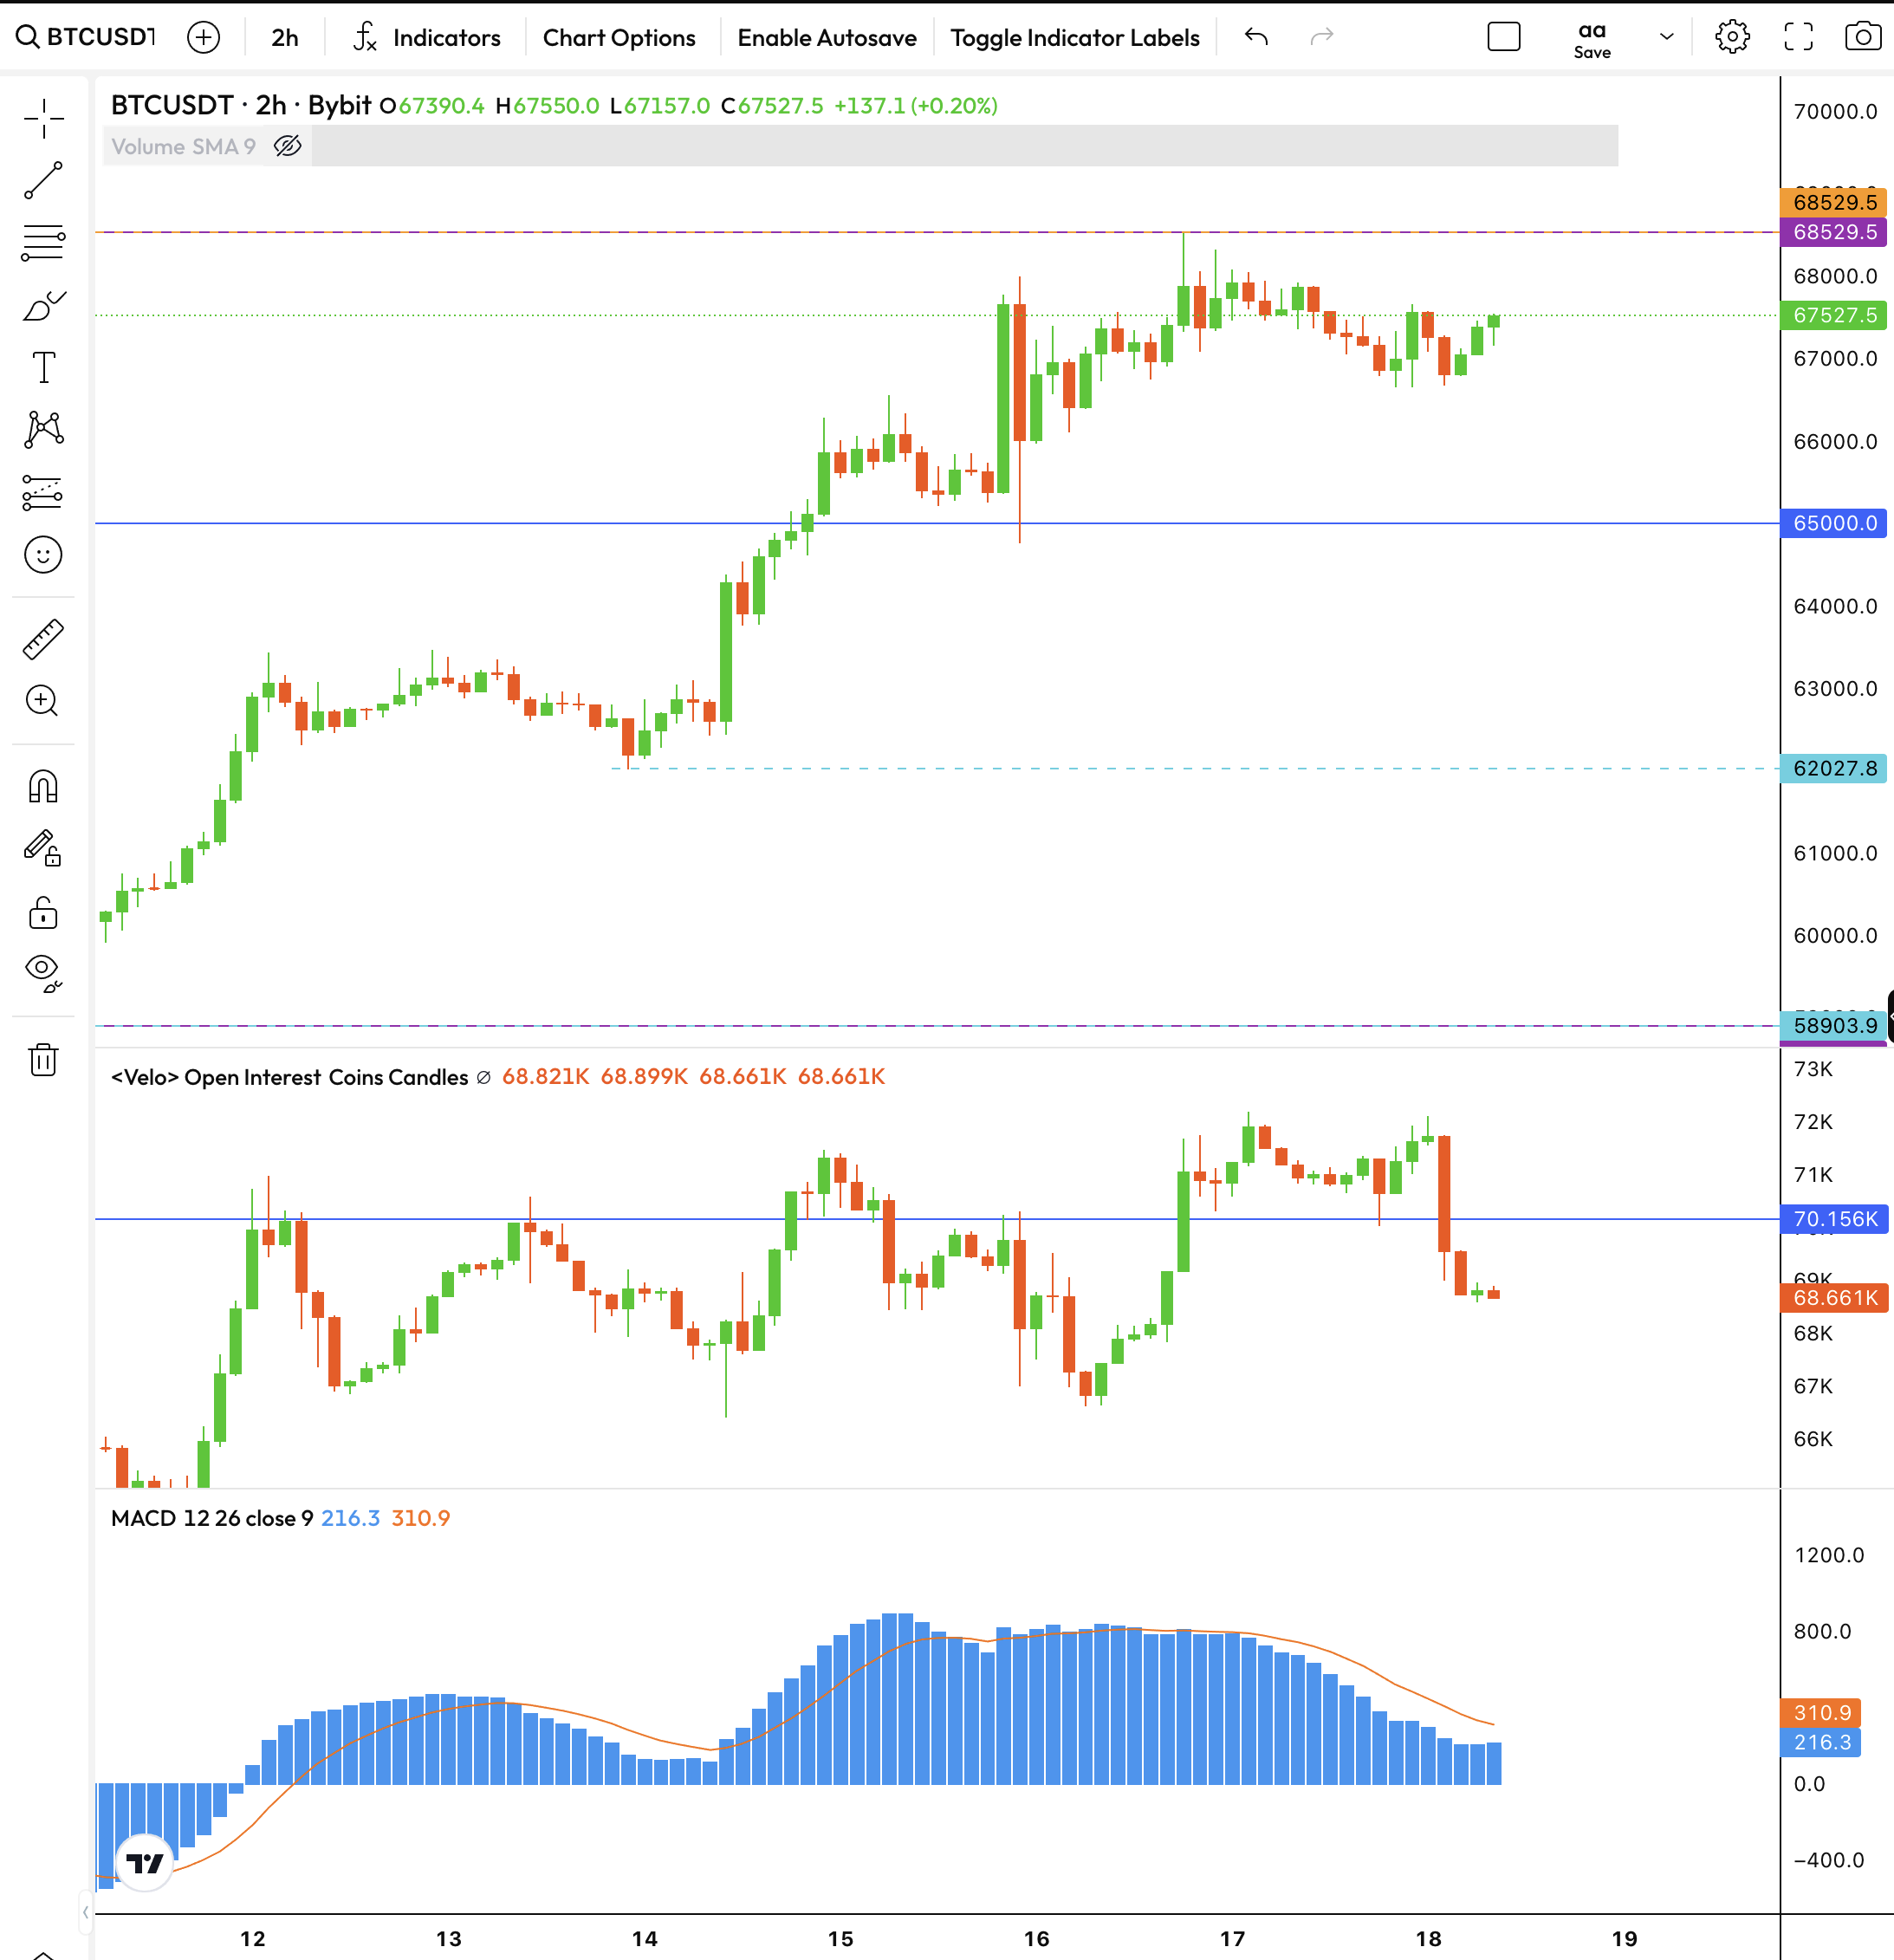 BTCUSDT 2h Indicators Chart Options Enable Autosave Toggle Indicator Labels aa
Save
BTCUSDT · 2h · Bybit O67390.4 H67550.0 L67157.0 C67527.5 +137.1 (+0.20%)
Volume SMA 9
70000.0
68529.5
68529.5
68000.0
67527.5
67000.0
66000.0
65000.0
64000.0
63000.0
62027.8
61000.0
60000.0
58903.9
<Velo> Open Interest Coins Candles ∅ 68.821K 68.899K 68.661K 68.661K
73K
72K
71K
70.156K
69K
68.661K
68K
67K
66K
MACD 12 26 close 9 216.3 310.9
1200.0
800.0
310.9
216.3
0.0
−400.0
12 13 14 15 16 17 18 19